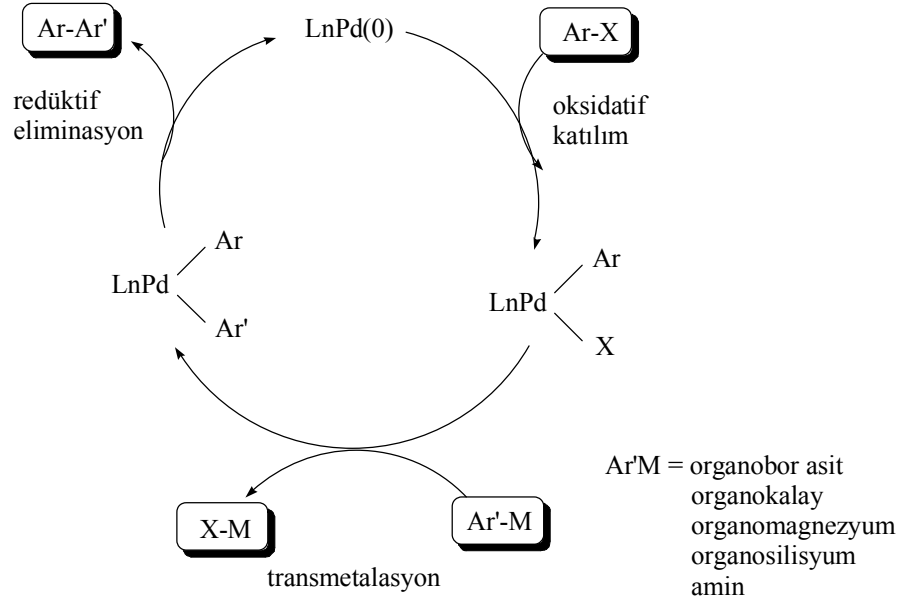 Ar-Ar'
LnPd(0)
Ar-X
redüktif
eliminasyon
oksidatif
katılım
Ar
LnPd
Ar'
Ar
LnPd
X
X-M
Ar'-M
transmetalasyon
Ar'M = organobor asit
organokalay
organomagnezyum
organosilisyum
amin